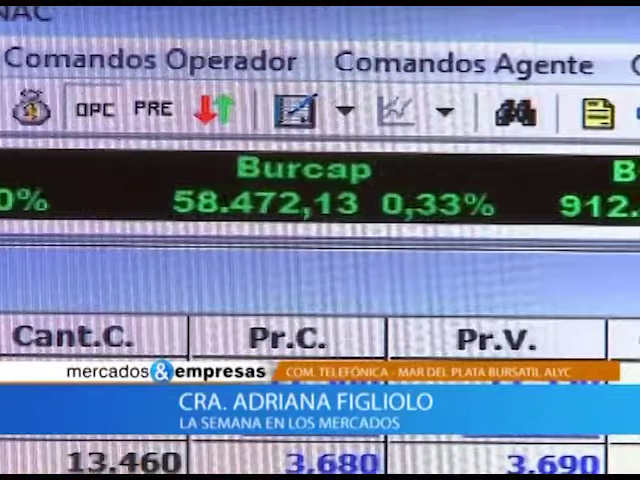 Comandos Operador Comandos Agente
OPC PRE
Burcap
0% 58.472,13 0,33% 912.
Cant.C. Pr.C. Pr.V.
mercados&empresas COM. TELEFÓNICA - MAR DEL PLATA BURSATIL ALYC
CRA. ADRIANA FIGLIOLO
LA SEMANA EN LOS MERCADOS
13.460 3,680 3,690